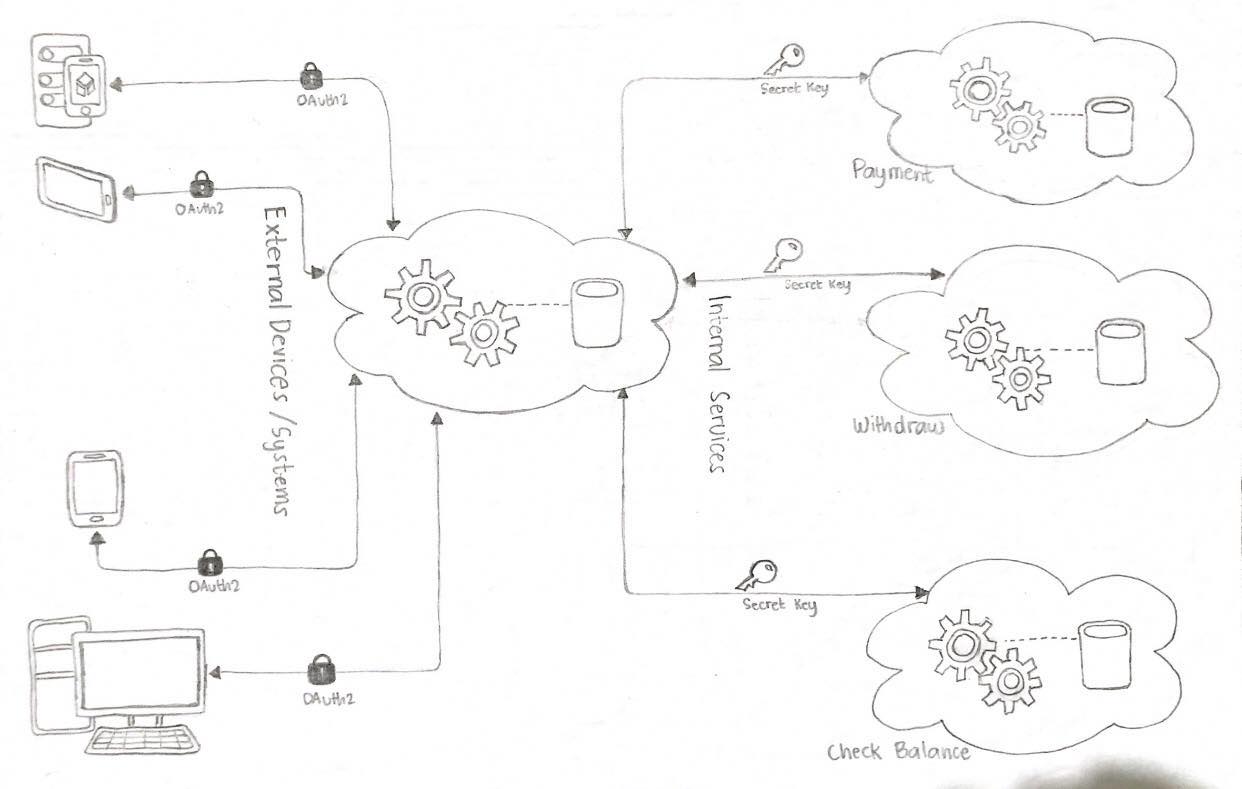 OAuth2
OAuth2
External Devices /Systems
OAuth2
OAuth2
Secret Key
Payment
Secret Key
Internal Services
Withdraw
Secret Key
Check Balance